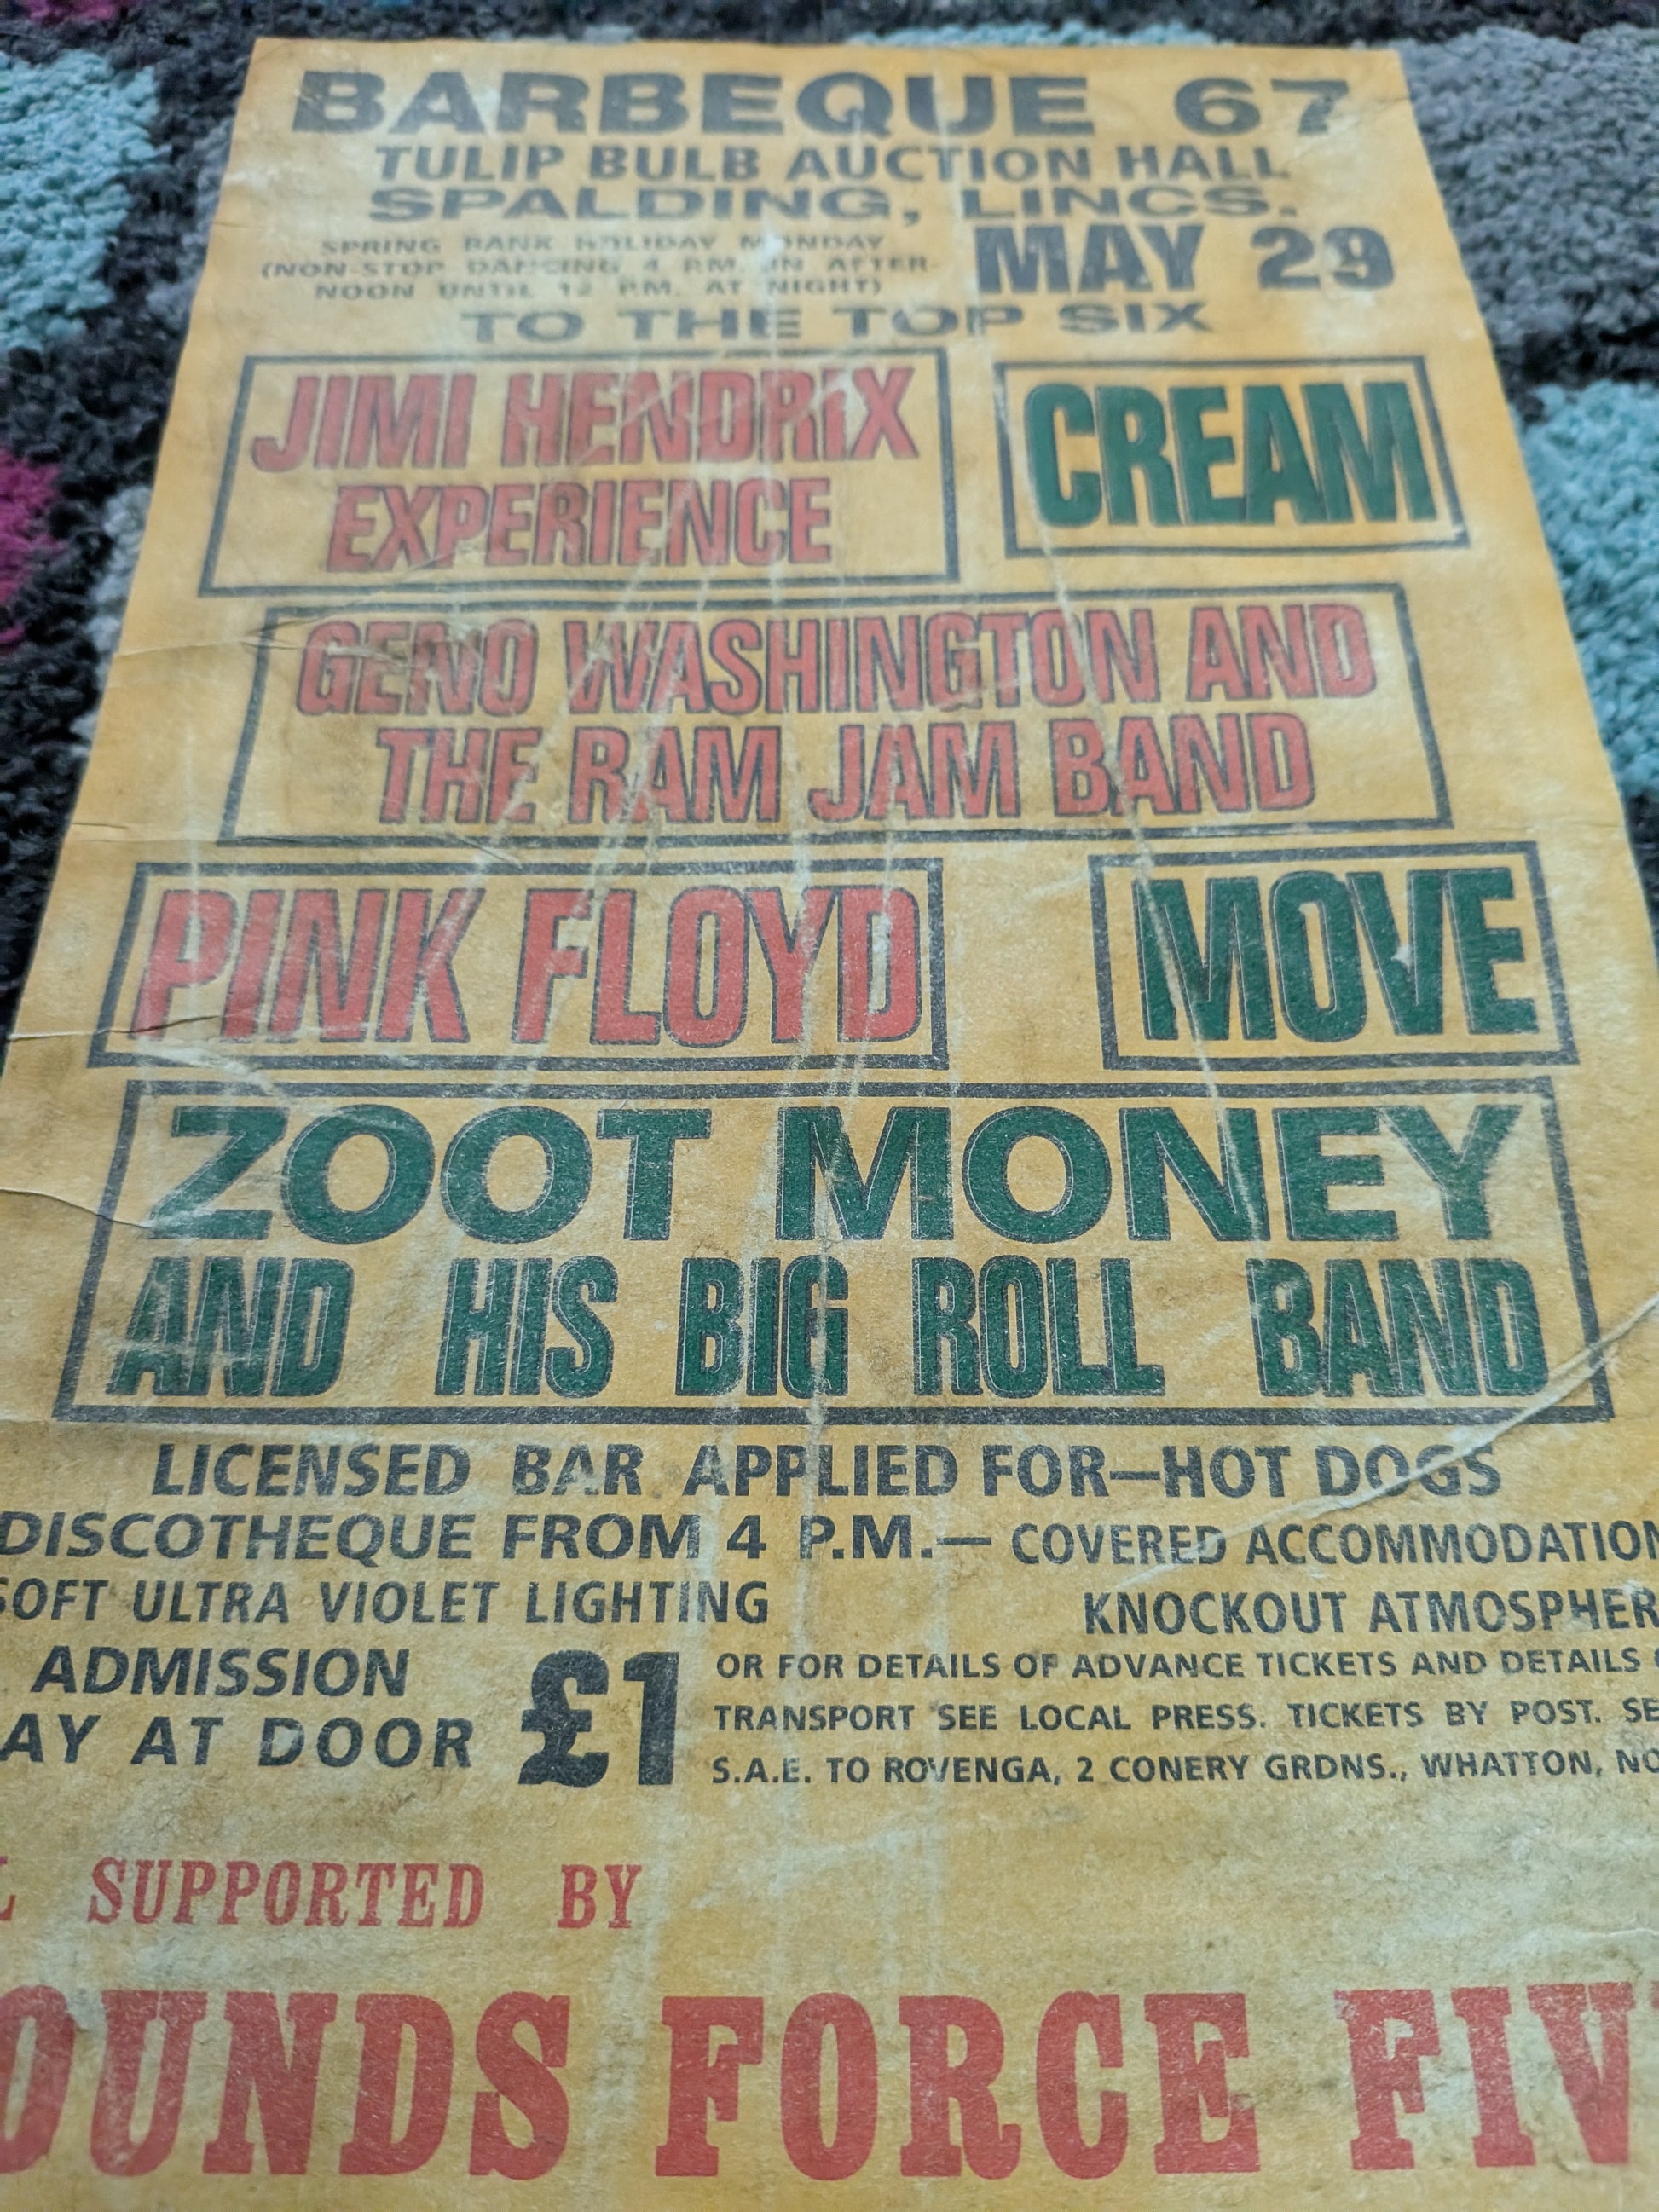 BARBEQUE 67
TULIP BULB AUCTION HALL
SPALDING, LINCS.
SPRING BANK HOLIDAY MONDAY
(NON-STOP DANCING 4 P.M. IN AFTER-
NOON UNTIL 12 P.M. AT NIGHT)
MAY 29
TO THE TOP SIX
JIMI HENDRIX
EXPERIENCE
CREAM
GENO WASHINGTON AND
THE RAM JAM BAND
PINK FLOYD
MOVE
ZOOT MONEY
AND HIS BIG ROLL BAND
LICENSED BAR APPLIED FOR—HOT DOGS
DISCOTHEQUE FROM 4 P.M.— COVERED ACCOMMODATION
SOFT ULTRA VIOLET LIGHTING KNOCKOUT ATMOSPHER
ADMISSION
AY AT DOOR
£1
OR FOR DETAILS OF ADVANCE TICKETS AND DETAILS
TRANSPORT SEE LOCAL PRESS. TICKETS BY POST. SE
S.A.E. TO ROVENGA, 2 CONERY GRDNS., WHATTON, NO
L SUPPORTED BY
OUNDS FORCE FIV